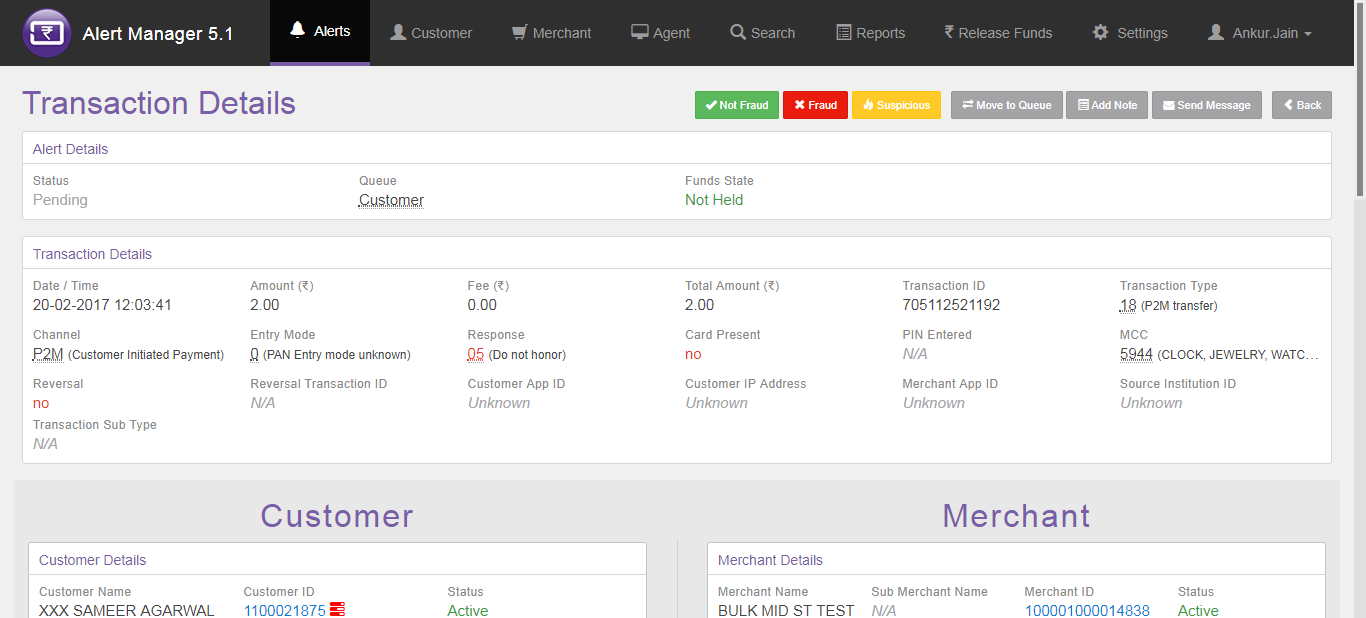 Alert Manager 5.1 Alerts Customer Merchant Agent Search Reports ₹ Release Funds Settings Ankur.Jain
Transaction Details Not Fraud Fraud Suspicious Move to Queue Add Note Send Message Back
Alert Details
Status Queue Funds State
Pending Customer Not Held
Transaction Details
Date / Time Amount (₹) Fee (₹) Total Amount (₹) Transaction ID Transaction Type
20-02-2017 12:03:41 2.00 0.00 2.00 705112521192 18 (P2M transfer)
Channel Entry Mode Response Card Present PIN Entered MCC
P2M (Customer Initiated Payment) 0 (PAN Entry mode unknown) 05 (Do not honor) no N/A 5944 (CLOCK, JEWELRY, WATC...
Reversal Reversal Transaction ID Customer App ID Customer IP Address Merchant App ID Source Institution ID
no N/A Unknown Unknown Unknown Unknown
Transaction Sub Type
N/A
Customer Merchant
Customer Details Merchant Details
Customer Name Customer ID Status Merchant Name Sub Merchant Name Merchant ID Status
XXX SAMEER AGARWAL 1100021875 Active BULK MID ST TEST N/A 100001000014838 Active